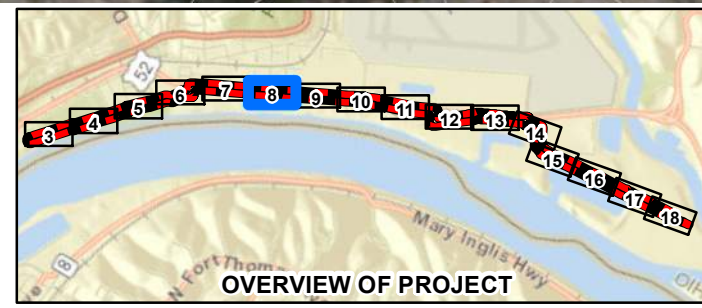 52
3 4 5 6 7 8 9 10 11 12 13 14 15 16 17 18
Mary Inglis Hwy
8
N Fort Thomas
OVERVIEW OF PROJECT